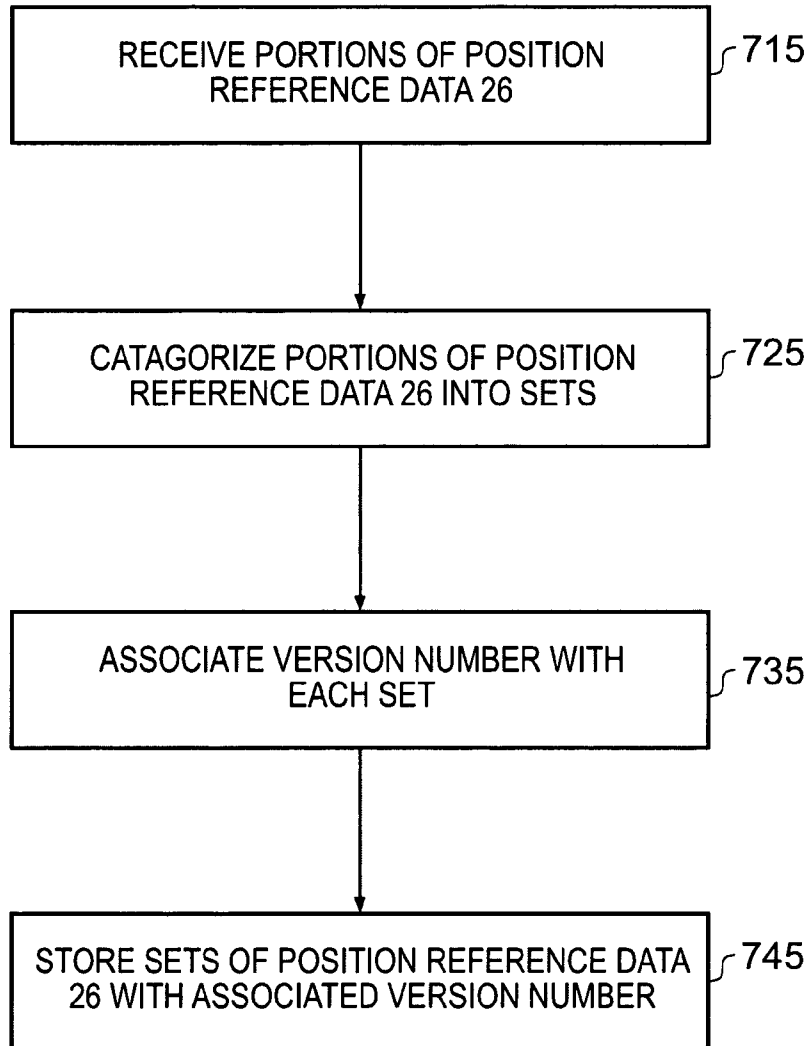 RECEIVE PORTIONS OF POSITION
REFERENCE DATA 26
715
CATAGORIZE PORTIONS OF POSITION
REFERENCE DATA 26 INTO SETS
725
ASSOCIATE VERSION NUMBER WITH
EACH SET
735
STORE SETS OF POSITION REFERENCE DATA
26 WITH ASSOCIATED VERSION NUMBER
745